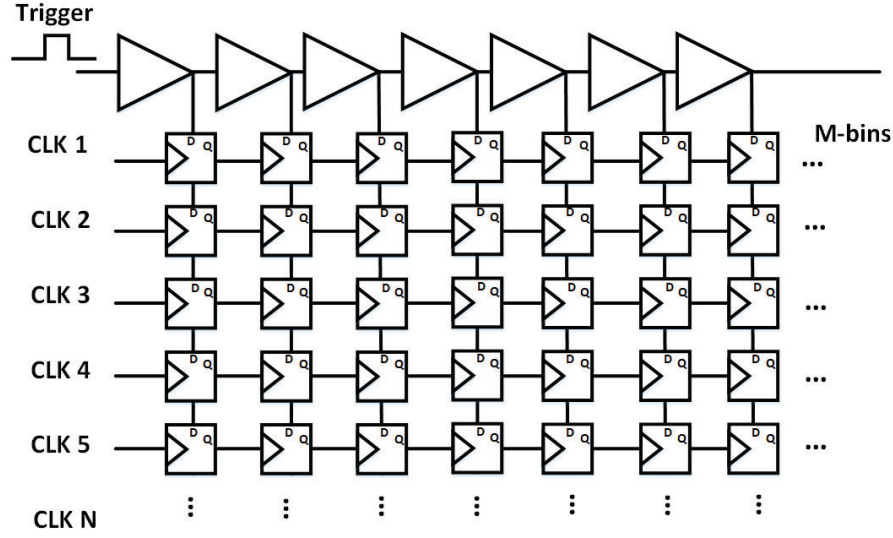 Trigger
M-bins
CLK 1
D Q D Q D Q D Q D Q D Q D Q
...
CLK 2
D Q D Q D Q D Q D Q D Q D Q
...
CLK 3
D Q D Q D Q D Q D Q D Q D Q
...
CLK 4
D Q D Q D Q D Q D Q D Q D Q
...
CLK 5
D Q D Q D Q D Q D Q D Q D Q
...
CLK N